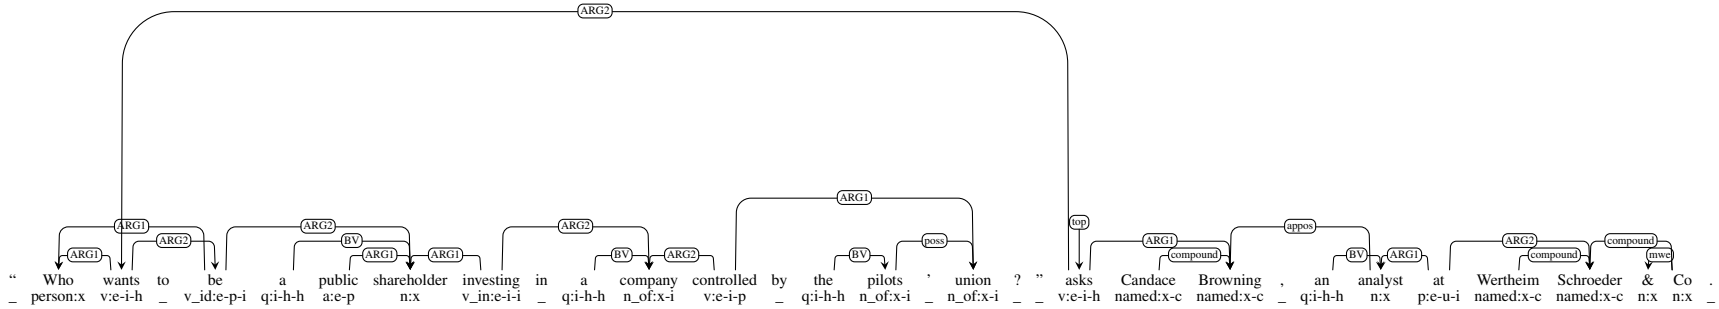 ARG2
ARG1 ARG2 ARG2 ARG1 top appos
ARG1 ARG2 BV ARG1 ARG1 BV ARG2 BV poss ARG1 compound BV ARG1 ARG2 compound compound mwe
“ Who wants to be a public shareholder investing in a company controlled by the pilots ’ union ? ” asks Candace Browning , an analyst at Wertheim Schroeder & Co .
_ person:x v:e-i-h _ v_id:e-p-i q:i-h-h a:e-p n:x v_in:e-i-i _ q:i-h-h n_of:x-i v:e-i-p _ q:i-h-h n_of:x-i _ n_of:x-i _ _ v:e-i-h named:x-c named:x-c _ q:i-h-h n:x p:e-u-i named:x-c named:x-c n:x n:x _